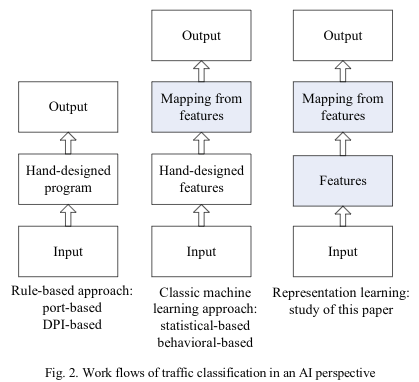 Output
Mapping from
features
Hand-designed
features
Input
Classic machine
learning approach:
statistical-based
behavioral-based
Output
Hand-designed
program
Input
Rule-based approach:
port-based
DPI-based
Output
Mapping from
features
Features
Input
Representation learning:
study of this paper
Fig. 2. Work flows of traffic classification in an AI perspective